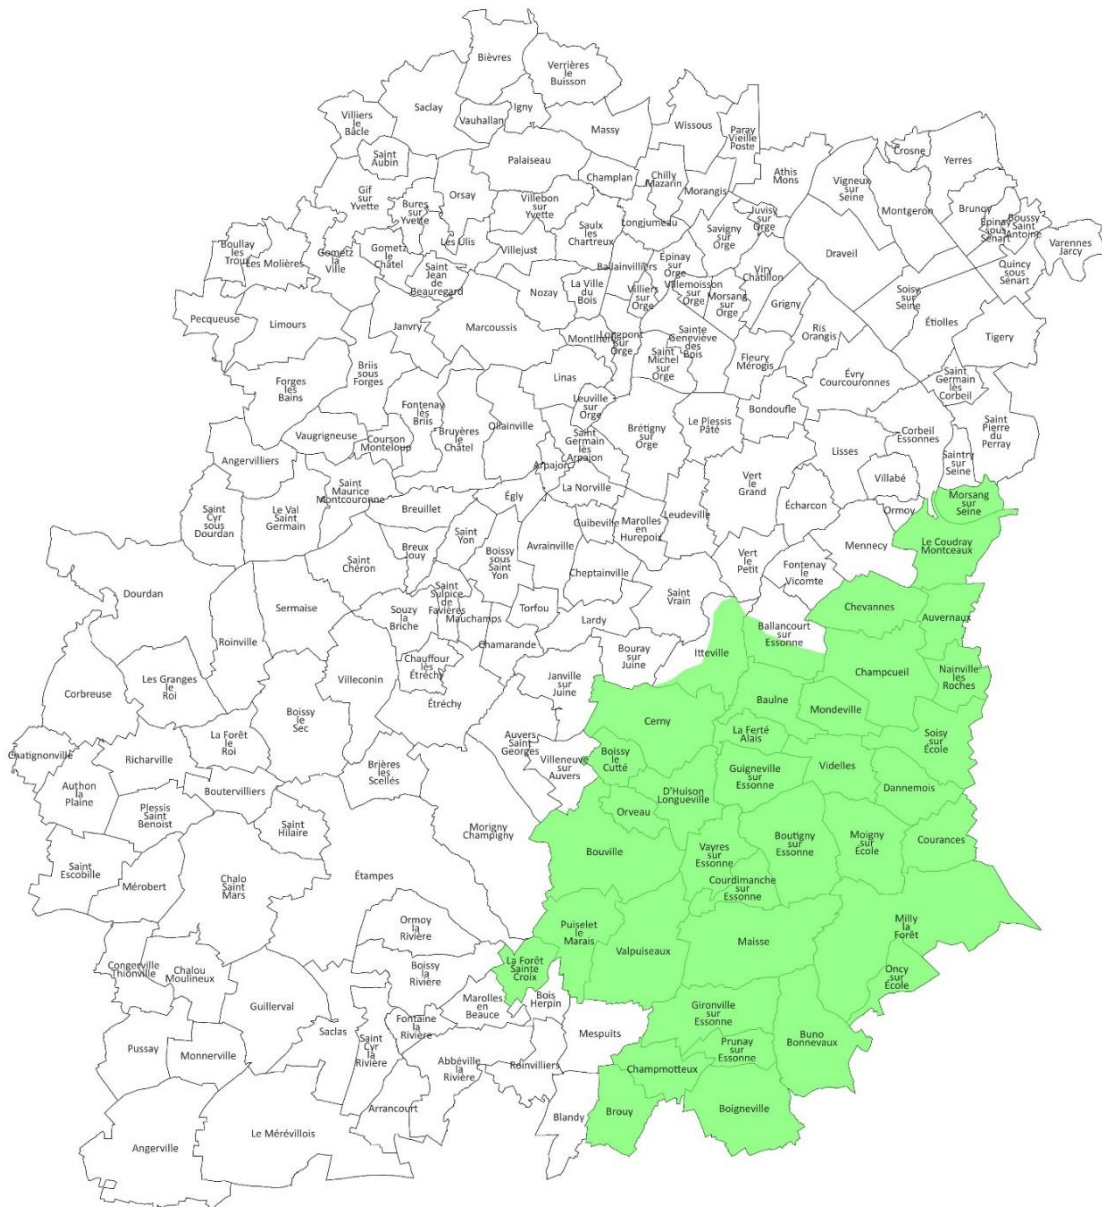 Bièvres
Verrières
le
Buisson
Saclay
Igny
Vauhallan
Villiers
le
Bâcle
Massy
Wissous
Paray
Vieille
Poste
Saint
Aubin
Palaiseau
Champlan
Chilly
Mazarin
Morangis
Athis
Mons
Crosne
Yerres
Vigneux
sur
Seine
Montgeron
Gif
sur
Yvette
Bures
sur
Yvette
Orsay
Villebon
sur
Yvette
Saulx
les
Chartreux
Longjumeau
Savigny
sur
Orge
Juvisy
sur
Orge
Brunoy
Epinay
sous
Sénart
Boussy
Saint
Antoine
Varennes
Jarcy
Quincy
sous
Sénart
Draveil
Boullay
les
Troux
Les Molières
Gometz
la
Ville
Gometz
le
Châtel
Les Ulis
Villejust
Saint
Jean
de
Beauregard
Nozay
La Ville
du
Bois
Ballainvilliers
Epinay
sur
Orge
Villiers
sur
Orge
Villemoisson
sur
Orge
Morsang
sur
Orge
Viry
Châtillon
Grigny
Soisy
sur
Seine
Étiolles
Tigery
Pecqueuse
Limours
Janvry
Marcoussis
Montlhéry
Longpont
sur
Orge
Saint
Michel
sur
Orge
Sainte
Geneviève
des
Bois
Fleury
Mérogis
Ris
Orangis
Évry
Courcouronnes
Saint
Germain
lès
Corbeil
Forges
les
Bains
Briis
sous
Forges
Linas
Leuville
sur
Orge
Fontenay
lès
Briis
Bruyères
le
Châtel
Ollainville
Saint
Germain
lès
Arpajon
Brétigny
sur
Orge
Le Plessis
Pâté
Bondoufle
Lisses
Corbeil
Essonnes
Saint
Pierre
du
Perray
Saintry
sur
Seine
Vaugrigneuse
Courson
Monteloup
Angervilliers
Arpajon
La Norville
Vert
le
Grand
Villabé
Écharcon
Ormoy
Morsang
sur
Seine
Saint
Cyr
sous
Dourdan
Le Val
Saint
Germain
Saint
Maurice
Montcouronne
Breuillet
Égly
Guibeville
Marolles
en
Hurepoix
Leudeville
Mennecy
Le Coudray
Montceaux
Dourdan
Roinville
Sermaise
Saint
Chéron
Breux
Jouy
Saint
Yon
Boissy
sous
Saint
Yon
Avrainville
Cheptainville
Vert
le
Petit
Fontenay
le
Vicomte
Chevannes
Auvernaux
Souzy
la
Briche
Saint
Sulpice
de
Favières
Mauchamps
Torfou
Lardy
Saint
Vrain
Chamarande
Ballancourt
sur
Essonne
Itteville
Bouray
sur
Juine
Champcueil
Nainville
les
Roches
Corbreuse
Les Granges
le
Roi
Villeconin
Chauffour
lès
Étréchy
Étréchy
Janville
sur
Juine
Baulne
Mondeville
Boissy
le
Sec
Cerny
La Ferté
Alais
Soisy
sur
École
La Forêt
le
Roi
Chatignonville
Richarville
Auvers
Saint
Georges
Villeneuve
sur
Auvers
Boissy
le
Cutté
Guigneville
sur
Essonne
Videlles
Dannemois
Authon
la
Plaine
Boutervilliers
Brières
les
Scellés
D'Huison
Longueville
Orveau
Plessis
Saint
Benoist
Saint
Hilaire
Morigny
Champigny
Bouville
Vayres
sur
Essonne
Boutigny
sur
Essonne
Moigny
sur
École
Courances
Saint
Escobille
Mérobert
Chalo
Saint
Mars
Étampes
Courdimanche
sur
Essonne
Ormoy
la
Rivière
Puiselet
le
Marais
Valpuiseaux
Maisse
Milly
la
Forêt
Congerville
Thionville
Chalou
Moulineux
Boissy
la
Rivière
La Forêt
Sainte
Croix
Oncy
sur
École
Guillerval
Marolles
en
Beauce
Bois
Herpin
Gironville
sur
Essonne
Buno
Bonnevaux
Pussay
Monnerville
Saclas
Saint
Cyr
la
Rivière
Fontaine
la
Rivière
Mespuits
Prunay
sur
Essonne
Abbéville
la
Rivière
Roinvilliers
Champmotteux
Arrancourt
Blandy
Brouy
Boigneville
Angerville
Le Mérévillois